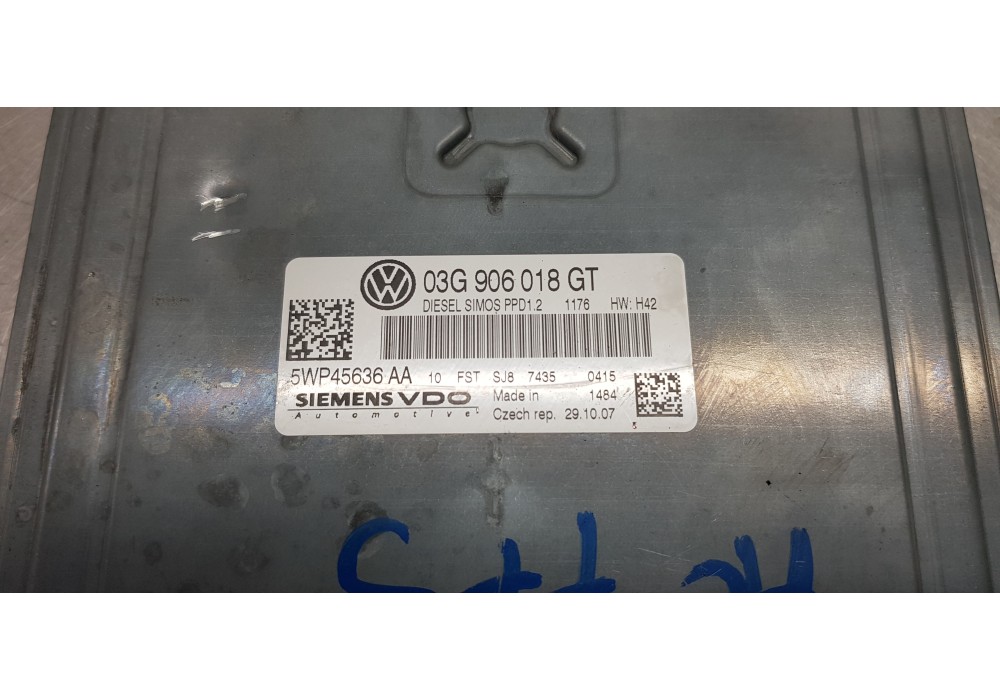 03G 906 018 GT
DIESEL SIMOS PPD1.2 1176 HW: H42
5WP45636 AA 10 FST SJ8 7435 0415
SIEMENS VDO Made in 1484
Automotive Czech rep. 29.10.07